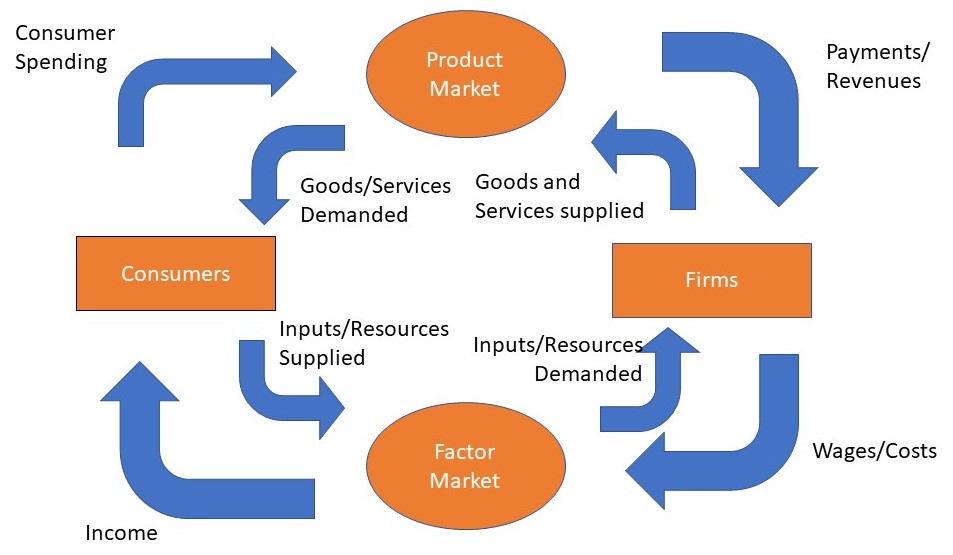 Consumer
Spending
Product
Market
Payments/
Revenues
Goods/Services
Demanded
Goods and
Services supplied
Consumers
Firms
Inputs/Resources
Supplied
Inputs/Resources
Demanded
Factor
Market
Wages/Costs
Income